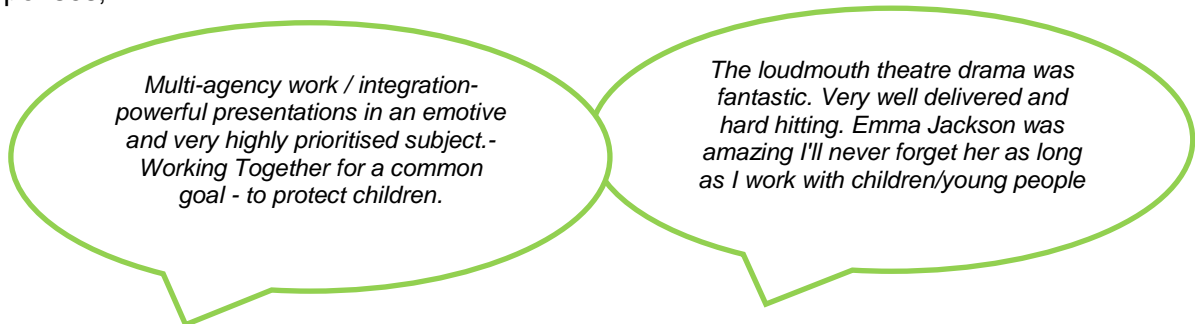 Multi-agency work / integration-
powerful presentations in an emotive
and very highly prioritised subject.-
Working Together for a common
goal - to protect children.
The loudmouth theatre drama was
fantastic. Very well delivered and
hard hitting. Emma Jackson was
amazing I'll never forget her as long
as I work with children/young people